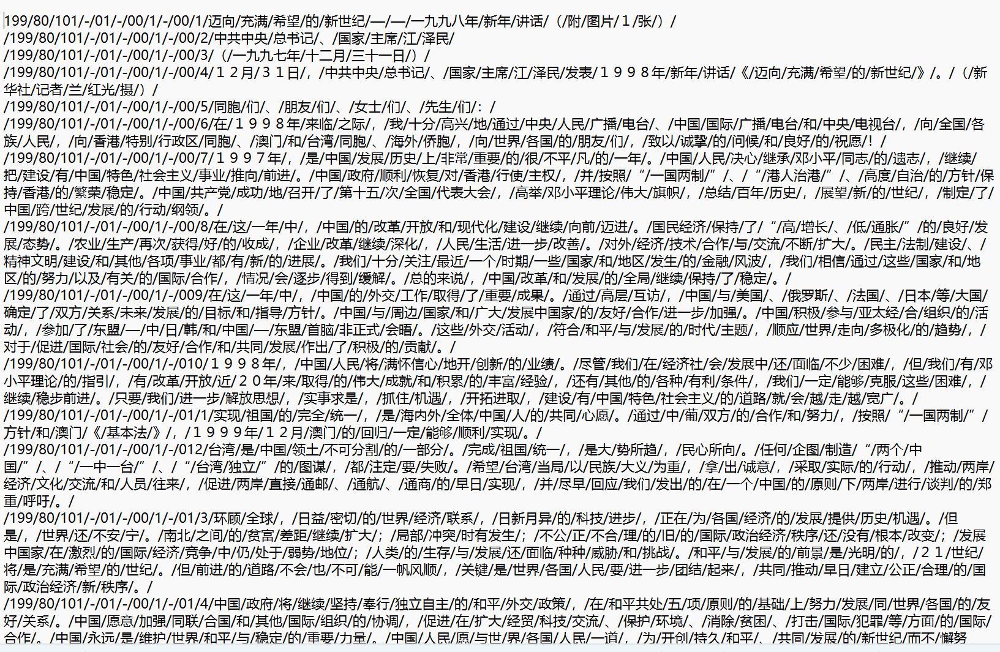 199/80/101/-/01/-/00/1/-/00/1/迈向/充满/希望/的/新世纪/—/—/一九九八年/新年/讲话/（/附/图片/１/张/）/
/199/80/101/-/01/-/00/1/-/00/2/中共中央/总书记/、/国家/主席/江/泽民/
/199/80/101/-/01/-/00/1/-/00/3/（/一九九七年/十二月/三十一日/）/
/199/80/101/-/01/-/00/1/-/00/4/１２月/３１日/，/中共中央/总书记/、/国家/主席/江/泽民/发表/１９９８年/新年/讲话/《/迈向/充满/希望/的/新世纪/》/。/（/新
华社/记者/兰/红光/摄/）/
/199/80/101/-/01/-/00/1/-/00/5/同胞/们/、/朋友/们/、/女士/们/、/先生/们/：/
/199/80/101/-/01/-/00/1/-/00/6/在/１９９８年/来临/之际/，/我/十分/高兴/地/通过/中央/人民/广播/电台/、/中国/国际/广播/电台/和/中央/电视台/，/向/全国/各
族/人民/，/向/香港/特别/行政区/同胞/、/澳门/和/台湾/同胞/、/海外/侨胞/，/向/世界/各国/的/朋友/们/，/致以/诚挚/的/问候/和/良好/的/祝愿/！/
/199/80/101/-/01/-/00/1/-/00/7/１９９７年/，/是/中国/发展/历史/上/非常/重要/的/很/不平/凡/的/一年/。/中国/人民/决心/继承/邓小平/同志/的/遗志/，/继续/
把/建设/有/中国/特色/社会主义/事业/推向/前进/。/中国/政府/顺利/恢复/对/香港/行使/主权/，/并/按照/“/一国两制/”/、/“/港人治港/”/、/高度/自治/的/方针/保
持/香港/的/繁荣/稳定/。/中国/共产党/成功/地/召开/了/第十五/次/全国/代表大会/，/高举/邓小平理论/伟大/旗帜/，/总结/百年/历史/，/展望/新/的/世纪/，/制定/了/
中国/跨/世纪/发展/的/行动/纲领/。/
/199/80/101/-/01/-/00/1/-/00/8/在/这/一年/中/，/中国/的/改革/开放/和/现代化/建设/继续/向前/迈进/。/国民经济/保持/了/“/高/增长/、/低/通胀/”/的/良好/发
展/态势/。/农业/生产/再次/获得/好/的/收成/，/企业/改革/继续/深化/，/人民/生活/进一步/改善/。/对外/经济/技术/合作/与/交流/不断/扩大/。/民主/法制/建设/、/
精神文明/建设/和/其他/各项/事业/都/有/新/的/进展/。/我们/十分/关注/最近/一个/时期/一些/国家/和/地区/发生/的/金融/风波/，/我们/相信/通过/这些/国家/和/地
区/的/努力/以及/有关/的/国际/合作/，/情况/会/逐步/得到/缓解/。/总的来说/，/中国/改革/和/发展/的/全局/继续/保持/了/稳定/。/
/199/80/101/-/01/-/00/1/-/009/在/这/一年/中/，/中国/的/外交/工作/取得/了/重要/成果/。/通过/高层/互访/，/中国/与/美国/、/俄罗斯/、/法国/、/日本/等/大国/
确定/了/双方/关系/未来/发展/的/目标/和/指导/方针/。/中国/与/周边/国家/和/广大/发展中国家/的/友好/合作/进一步/加强/。/中国/积极/参与/亚太经/合/组织/的/活
动/，/参加/了/东盟/—/中/日/韩/和/中国/—/东盟/首脑/非正式/会晤/。/这些/外交/活动/，/符合/和平/与/发展/的/时代/主题/，/顺应/世界/走向/多极化/的/趋势/，/
对于/促进/国际/社会/的/友好/合作/和/共同/发展/作出/了/积极/的/贡献/。/
/199/80/101/-/01/-/00/1/-/010/１９９８年/，/中国/人民/将/满怀信心/地开/创新/的/业绩/。/尽管/我们/在/经济社/会/发展中/还/面临/不少/困难/，/但/我们/有/邓
小平理论/的/指引/，/有/改革/开放/近/２０年/来/取得/的/伟大/成就/和/积累/的/丰富/经验/，/还有/其他/的/各种/有利/条件/，/我们/一定/能够/克服/这些/困难/，/
继续/稳步前进/。/只要/我们/进一步/解放思想/，/实事求是/，/抓住/机遇/，/开拓进取/，/建设/有/中国/特色/社会主义/的/道路/就/会/越/走/越/宽广/。/
/199/80/101/-/01/-/00/1/-/01/1/实现/祖国/的/完全/统一/，/是/海内外/全体/中国/人/的/共同/心愿/。/通过/中/葡/双方/的/合作/和/努力/，/按照/“/一国两制/”/
方针/和/澳门/《/基本法/》/，/１９９９年/１２月/澳门/的/回归/一定/能够/顺利/实现/。/
/199/80/101/-/01/-/00/1/-/012/台湾/是/中国/领土/不可分割/的/一部分/。/完成/祖国/统一/，/是大/势所趋/，/民心所向/。/任何/企图/制造/“/两个/中
国/”/、/“/一中一台/”/、/“/台湾/独立/”/的/图谋/，/都/注定/要/失败/。/希望/台湾/当局/以/民族/大义/为重/，/拿/出/诚意/，/采取/实际/的/行动/，/推动/两岸/
经济/文化/交流/和/人员/往来/，/促进/两岸/直接/通邮/、/通航/、/通商/的/早日/实现/，/并/尽早/回应/我们/发出/的/在/一个/中国/的/原则/下/两岸/进行/谈判/的/郑
重/呼吁/。/
/199/80/101/-/01/-/00/1/-/01/3/环顾/全球/，/日益/密切/的/世界/经济/联系/，/日新月异/的/科技/进步/，/正在/为/各国/经济/的/发展/提供/历史/机遇/。/但
是/，/世界/还/不安/宁/。/南北/之间/的/贫富/差距/继续/扩大/；/局部/冲突/时有发生/；/不公/正/不合/理/的/旧/的/国际/政治经济/秩序/还/没有/根本/改变/；/发展
中国家/在/激烈/的/国际/经济/竞争/中/仍/处于/弱势/地位/；/人类/的/生存/与/发展/还/面临/种种/威胁/和/挑战/。/和平/与/发展/的/前景/是/光明/的/，/２１/世纪/
将/是/充满/希望/的/世纪/。/但/前进/的/道路/不会/也/不可/能/一帆风顺/，/关键/是/世界/各国/人民/要/进一步/团结/起来/，/共同/推动/早日/建立/公正/合理/的/国
际/政治经济/新/秩序/。/
/199/80/101/-/01/-/00/1/-/01/4/中国/政府/将/继续/坚持/奉行/独立自主/的/和平/外交/政策/，/在/和平共处/五/项/原则/的/基础/上/努力/发展/同/世界/各国/的/友
好/关系/。/中国/愿意/加强/同联/合国/和/其他/国际/组织/的/协调/，/促进/在/扩大/经贸/科技/交流/、/保护/环境/、/消除/贫困/、/打击/国际/犯罪/等/方面/的/国际/
合作/。/中国/永远/是/维护/世界/和平/与/稳定/的/重要/力量/。/中国/人民/愿/与世/界/各国/人民/一道/，/为/开创/持久/和平/、/共同/发展/的/新世纪/而不/懈努